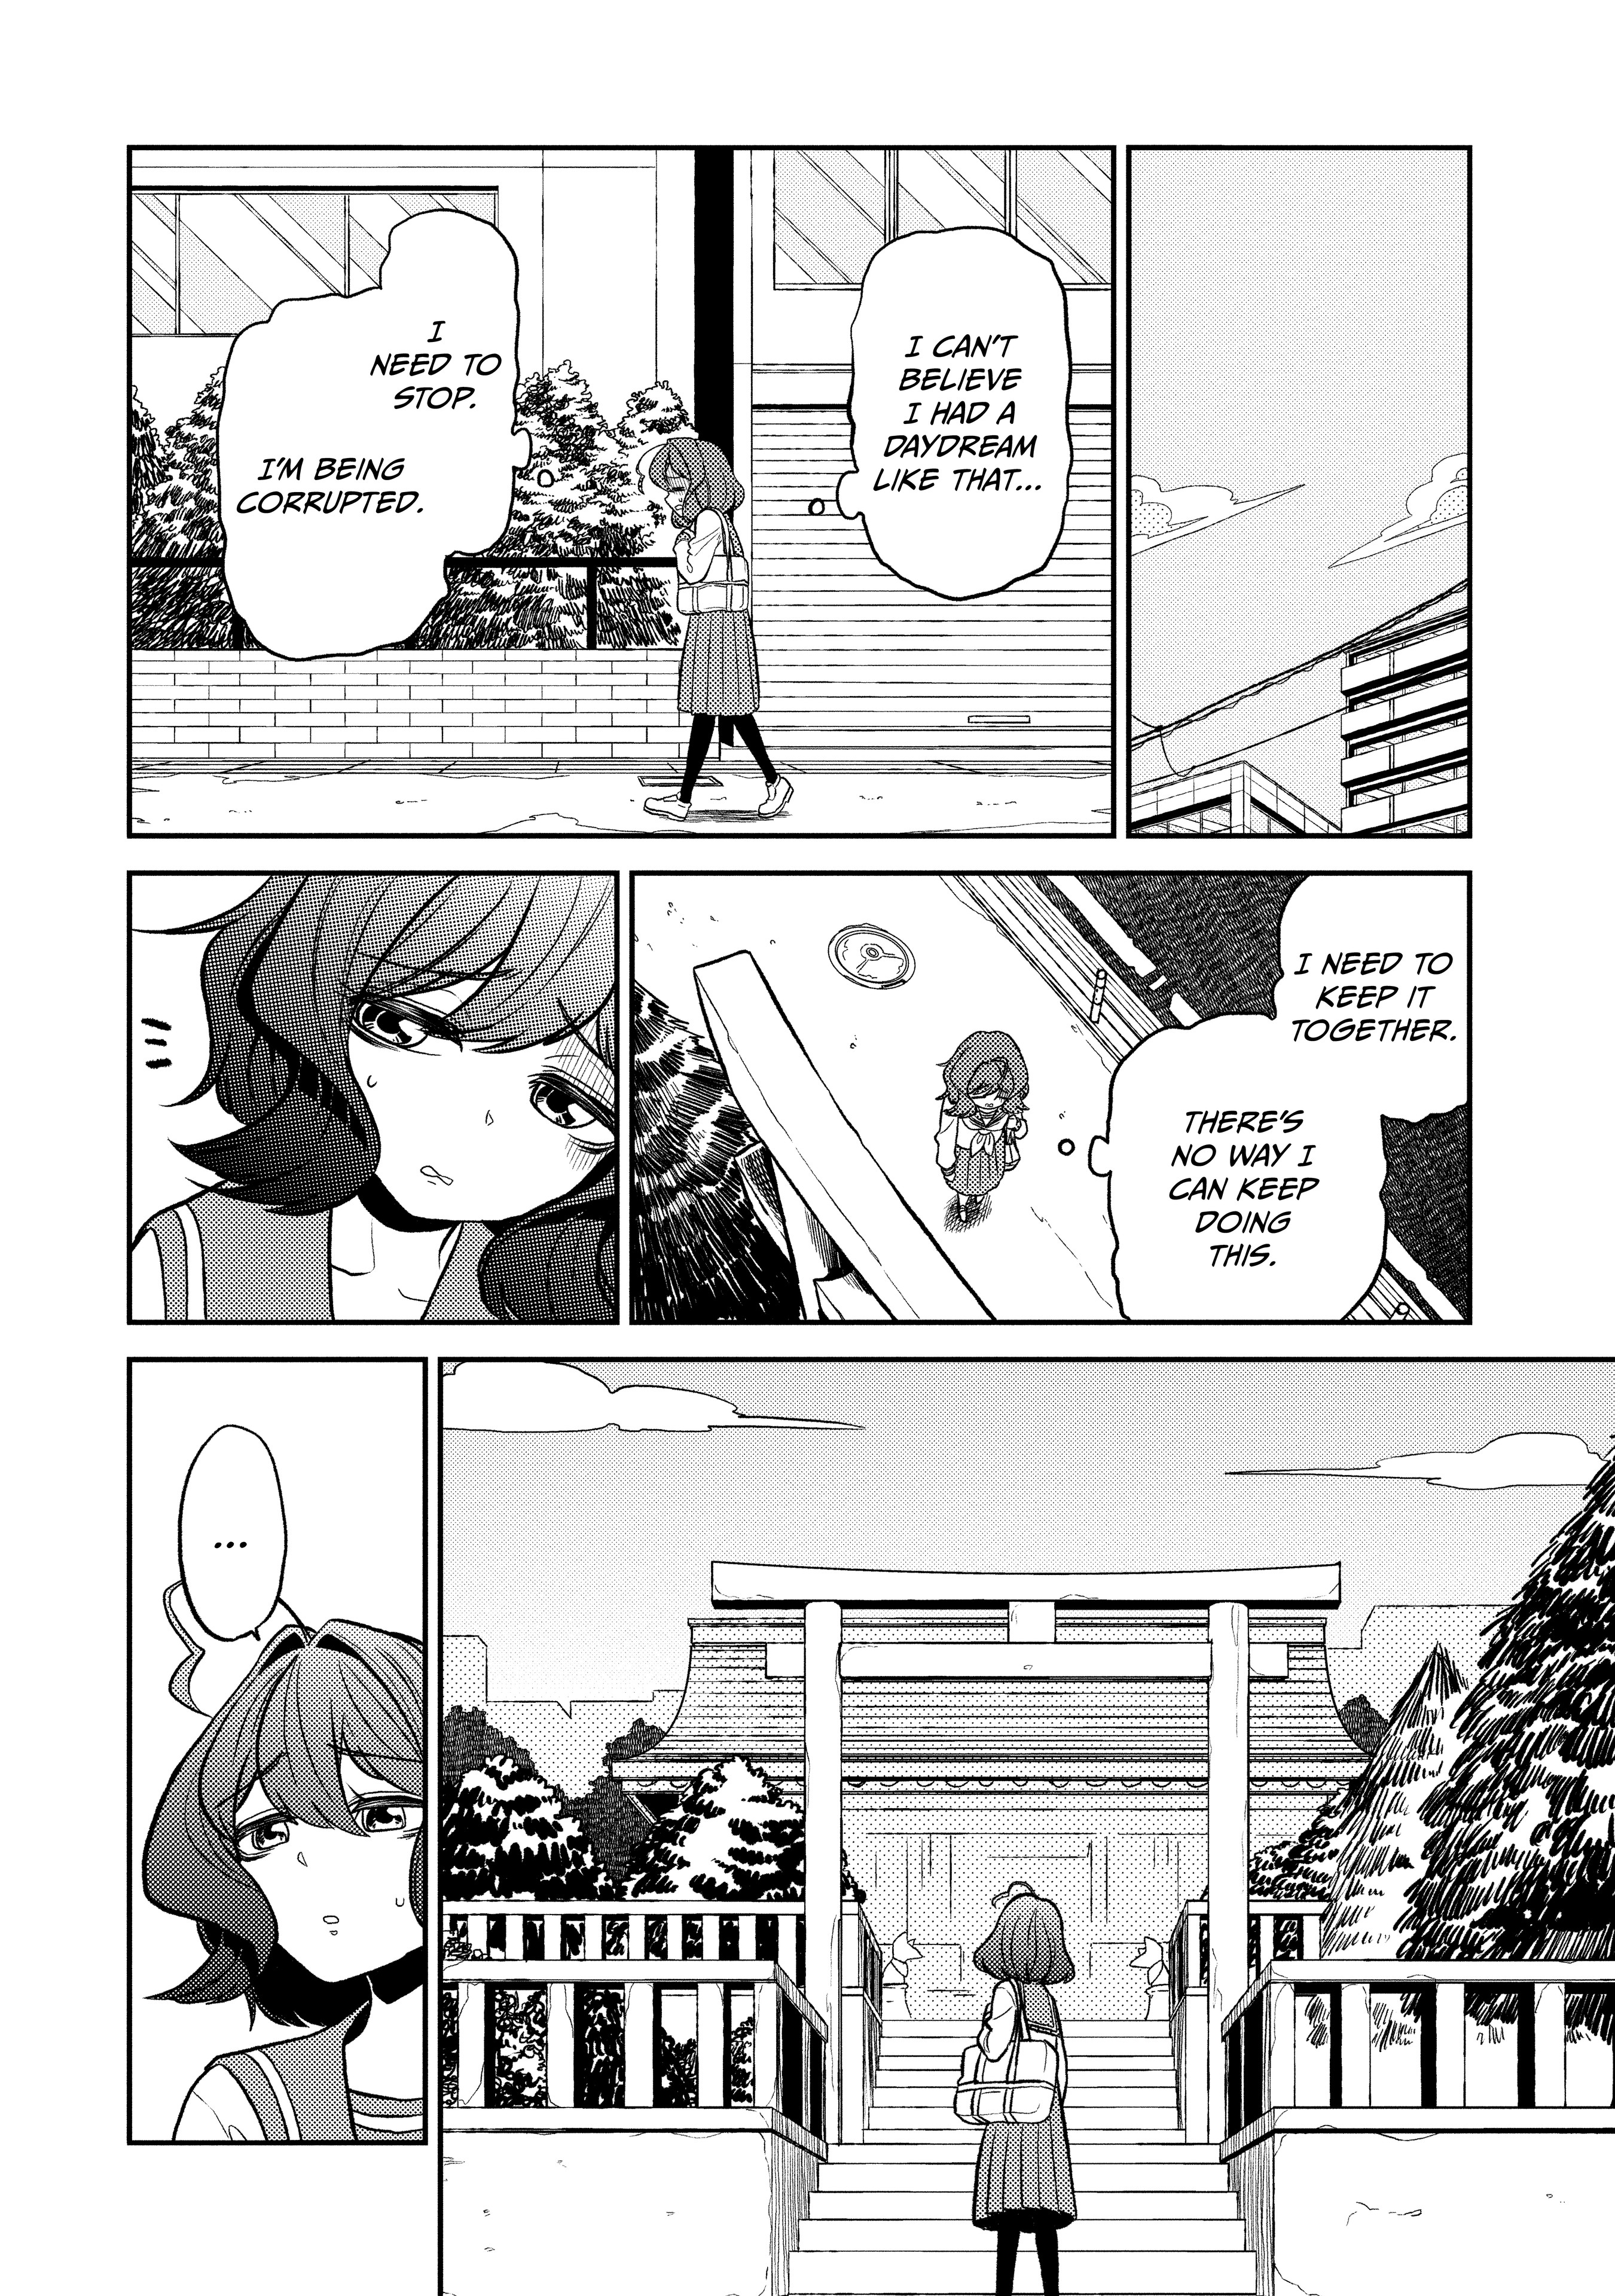 I CAN'T
BELIEVE
I HAD A
DAYDREAM
LIKE THAT...
I
NEED TO
STOP.
I'M BEING
CORRUPTED.
I NEED TO
KEEP IT
TOGETHER.
THERE'S
NO WAY I
CAN KEEP
DOING
THIS.
...